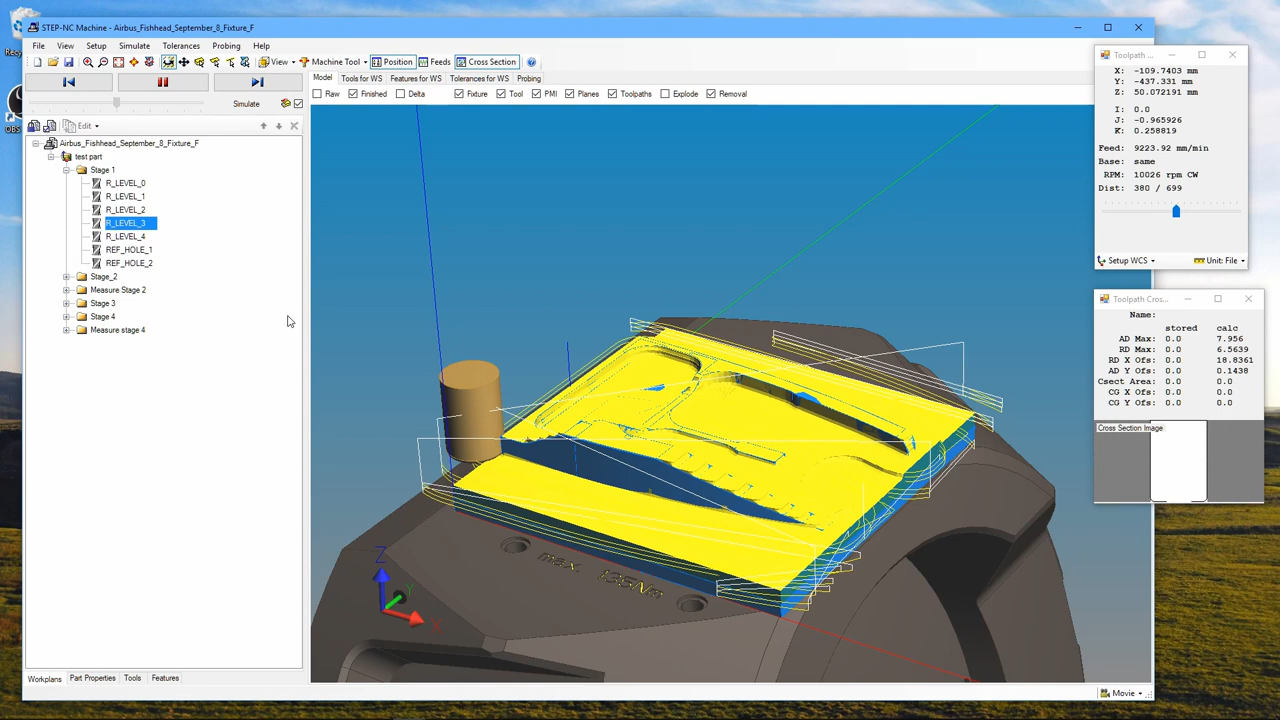 Recy
OBS
STEP-NC Machine - Airbus_Fishhead_September_8_Fixture_F
File View Setup Simulate Tolerances Probing Help
View Machine Tool Position Feeds Cross Section
Simulate
Model Tools for WS Features for WS Tolerances for WS Probing
Raw Finished Delta Fixture Tool PMI Planes Toolpaths Explode Removal
Edit
Airbus_Fishhead_September_8_Fixture_F
test part
Stage 1
R_LEVEL_0
R_LEVEL_1
R_LEVEL_2
R_LEVEL_3
R_LEVEL_4
REF_HOLE_1
REF_HOLE_2
Stage_2
Measure Stage 2
Stage 3
Stage 4
Measure stage 4
Workplans Part Properties Tools Features
Z
Y
X
Movie
Toolpath ...
X: -109.7403 mm
Y: -437.331 mm
Z: 50.072191 mm
I: 0.0
J: -0.965926
K: 0.258819
Feed: 9223.92 mm/min
Base: same
RPM: 10026 rpm CW
Dist: 380 / 699
Setup WCS Unit: File
Toolpath Cros...
Name:
stored calc
AD Max: 0.0 7.956
RD Max: 0.0 6.5639
RD X Ofs: 0.0 18.8361
AD Y Ofs: 0.0 0.1438
Csect Area: 0.0 0.0
CG X Ofs: 0.0 0.0
CG Y Ofs: 0.0 0.0
Cross Section Image